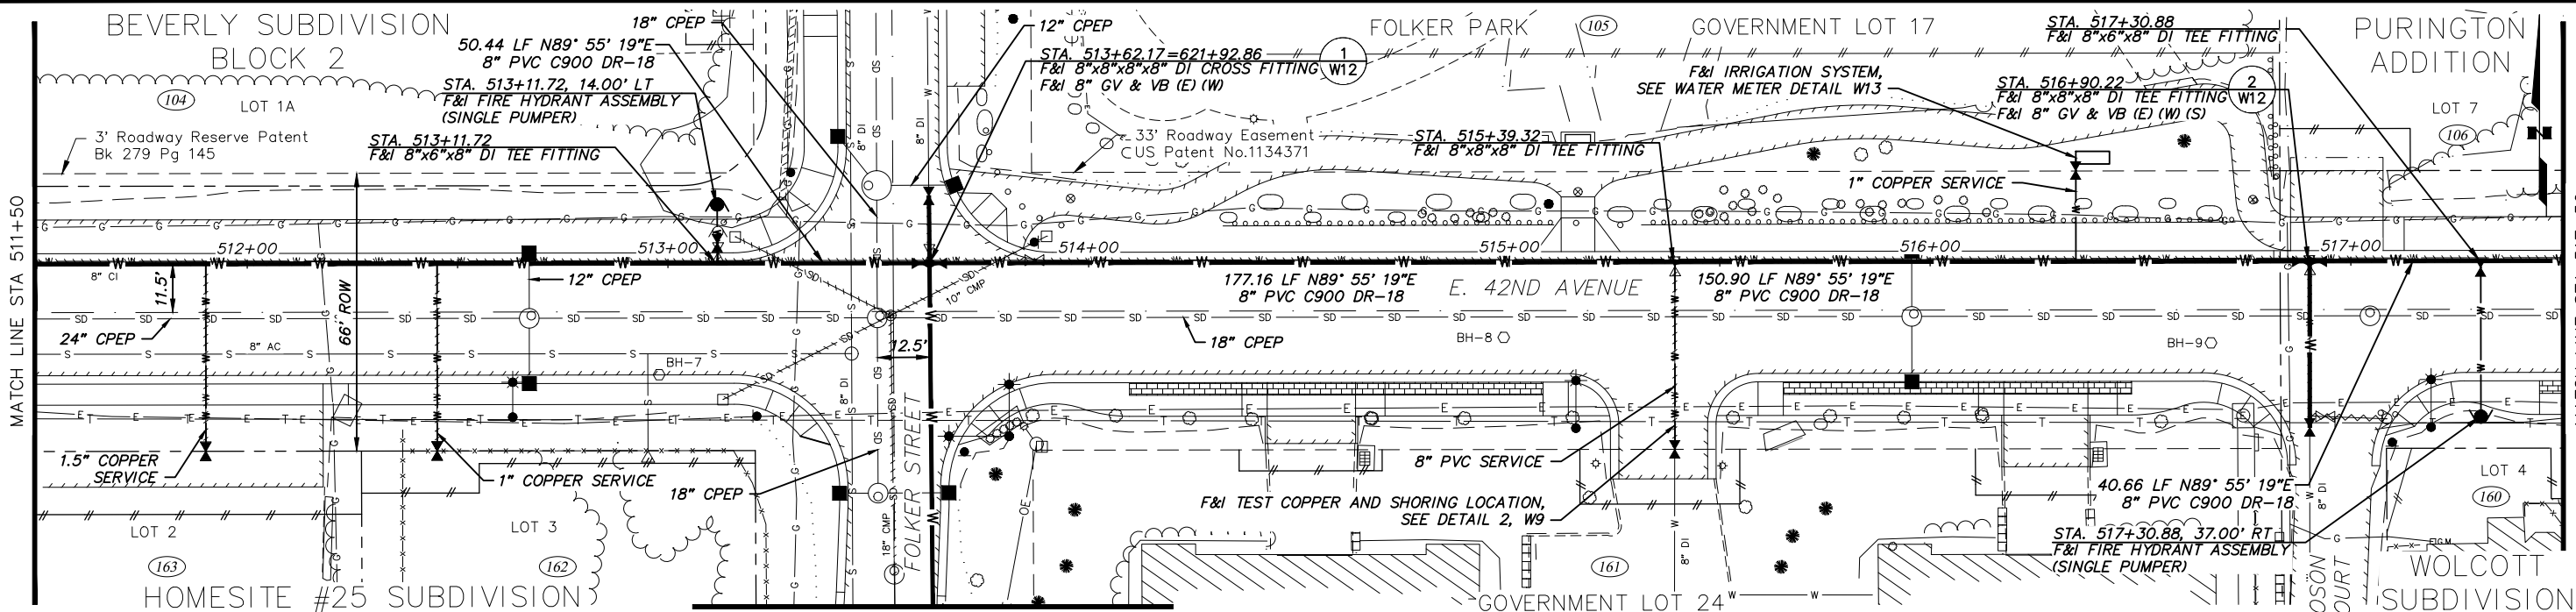 BEVERLY SUBDIVISION
BLOCK 2
104
LOT 1A
3' Roadway Reserve Patent
Bk 279 Pg 145
18" CPEP
50.44 LF N89° 55' 19"E
8" PVC C900 DR-18
STA. 513+11.72, 14.00' LT
F&I FIRE HYDRANT ASSEMBLY
(SINGLE PUMPER)
STA. 513+11.72
F&I 8"x6"x8" DI TEE FITTING
12" CPEP
STA. 513+62.17=621+92.86
F&I 8"x8"x8"x8" DI CROSS FITTING
F&I 8" GV & VB (E) (W)
1
W12
33' Roadway Easement
US Patent No.1134371
FOLKER PARK
105
GOVERNMENT LOT 17
F&I IRRIGATION SYSTEM,
SEE WATER METER DETAIL W13
STA. 515+39.32
F&I 8"x8"x8" DI TEE FITTING
1" COPPER SERVICE
STA. 517+30.88
F&I 8"x6"x8" DI TEE FITTING
STA. 516+90.22
F&I 8"x8"x8" DI TEE FITTING
F&I 8" GV & VB (E) (W) (S)
2
W12
PURINGTON
ADDITION
LOT 7
106
8" DI
8" DI
MATCH LINE STA 511+50
512+00
513+00
514+00
515+00
516+00
517+00
8" CI
11.5'
66' ROW
12" CPEP
10" CMP
177.16 LF N89° 55' 19"E
8" PVC C900 DR-18
E. 42ND AVENUE
150.90 LF N89° 55' 19"E
8" PVC C900 DR-18
24" CPEP
8" AC
BH-7
12.5'
18" CPEP
BH-8
BH-9
8" DI
FOLKER STREET
1.5" COPPER
SERVICE
1" COPPER SERVICE
18" CPEP
18" CMP
8" PVC SERVICE
F&I TEST COPPER AND SHORING LOCATION,
SEE DETAIL 2, W9
8" DI
40.66 LF N89° 55' 19"E
8" PVC C900 DR-18
STA. 517+30.88, 37.00' RT
F&I FIRE HYDRANT ASSEMBLY
(SINGLE PUMPER)
8" DI
LOT 4
160
LOT 2
163
LOT 3
162
HOMESITE #25 SUBDIVISION
161
GOVERNMENT LOT 24
WOLCOTT
SUBDIVISION